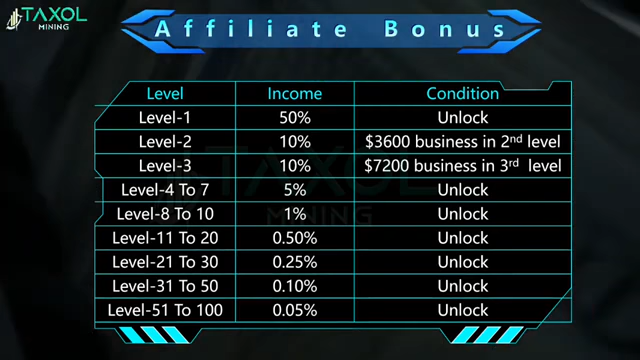 TAXOL
MINING
Affiliate Bonus
Level Income Condition
Level-1 50% Unlock
Level-2 10% $3600 business in 2nd level
Level-3 10% $7200 business in 3rd level
Level-4 To 7 5% Unlock
Level-8 To 10 1% Unlock
Level-11 To 20 0.50% Unlock
Level-21 To 30 0.25% Unlock
Level-31 To 50 0.10% Unlock
Level-51 To 100 0.05% Unlock
TAXOL
MINING